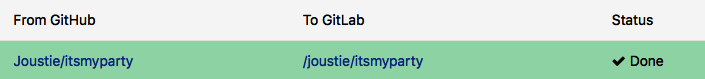 From GitHub To GitLab Status
Joustie/itsmyparty /joustie/itsmyparty ✔ Done